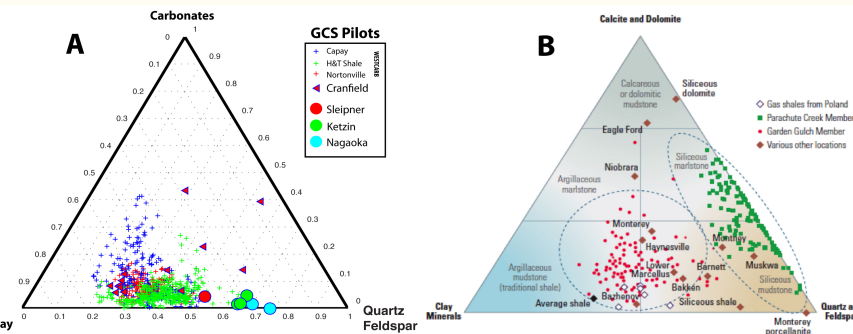 Carbonates
A
GCS Pilots
Capay
H&T Shale
Nortonville
WESTCARB
Cranfield
Sleipner
Ketzin
Nagaoka
0
1
0.1
0.9
0.2
0.8
0.3
0.7
0.4
0.6
0.5
0.5
0.6
0.4
0.7
0.3
0.8
0.2
0.9
0.1
0
0
0.1
0.2
0.3
0.4
0.5
0.6
0.7
0.8
0.9
1
ay
Quartz
Feldspar
Calcite and Dolomite
B
Calcareous
or dolomitic
mudstone
Siliceous
dolomite
Gas shales from Poland
Parachute Creek Member
Garden Gulch Member
Various other locations
Eagle Ford
Siliceous
marlstone
Niobrara
Argillaceous
marlstone
Monterey
Haynesville
Monterey
Lower
Marcellus
Barnett
Muskwa
Argillaceous
mudstone
(traditional shale)
Bakken
Siliceous
mudstone
Bazhenov
Average shale
Siliceous shale
Clay
Minerals
Quartz a
Feldspa
Monterey
porcellanite